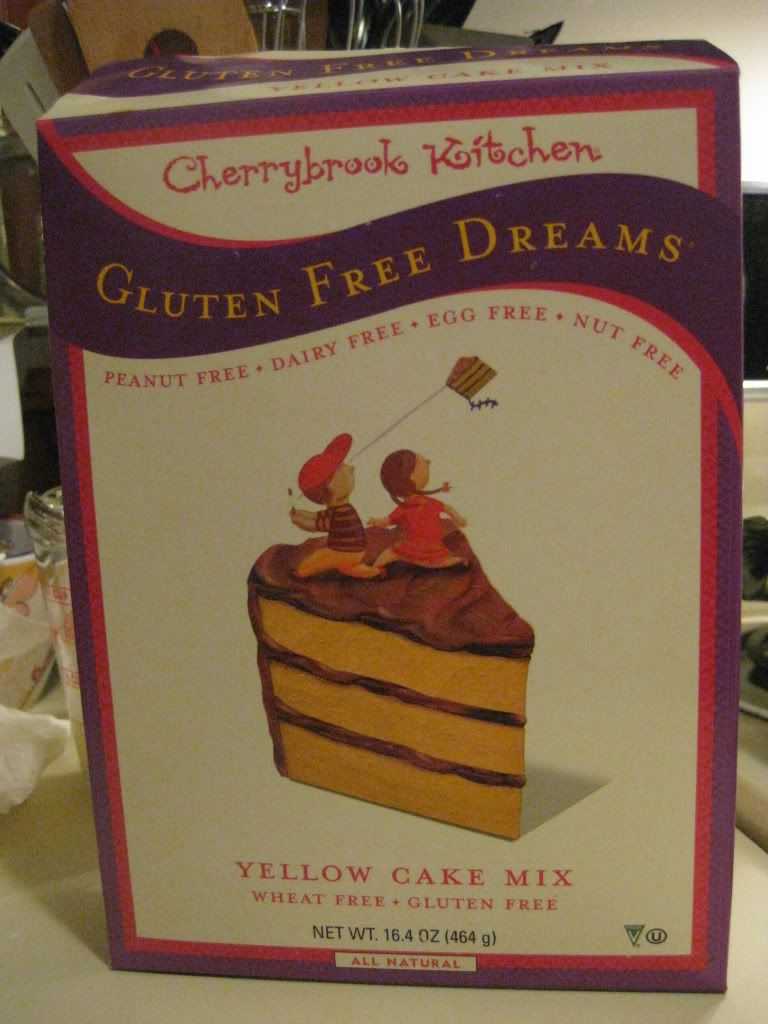 GLUTEN FREE DREAMS
YELLOW CAKE MIX
Cherrybrook Kitchen
GLUTEN FREE DREAMS
PEANUT FREE • DAIRY FREE • EGG FREE • NUT FREE
YELLOW CAKE MIX
WHEAT FREE • GLUTEN FREE
NET WT. 16.4 OZ (464 g)
U
ALL NATURAL